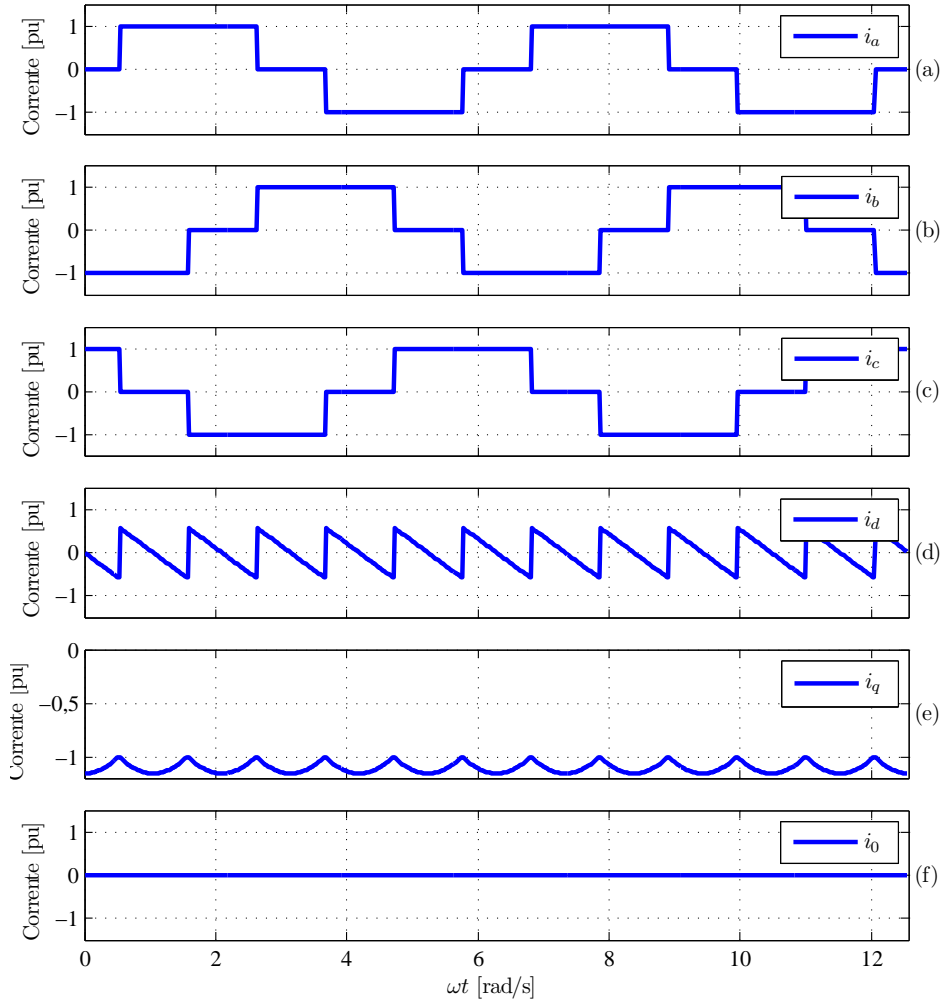 Corrente [pu]
1
0
−1
i_a
(a)
Corrente [pu]
1
0
−1
i_b
(b)
Corrente [pu]
1
0
−1
i_c
(c)
Corrente [pu]
1
0
−1
i_d
(d)
Corrente [pu]
0
−0,5
−1
i_q
(e)
Corrente [pu]
1
0
−1
i_0
(f)
0 2 4 6 8 10 12
ωt [rad/s]